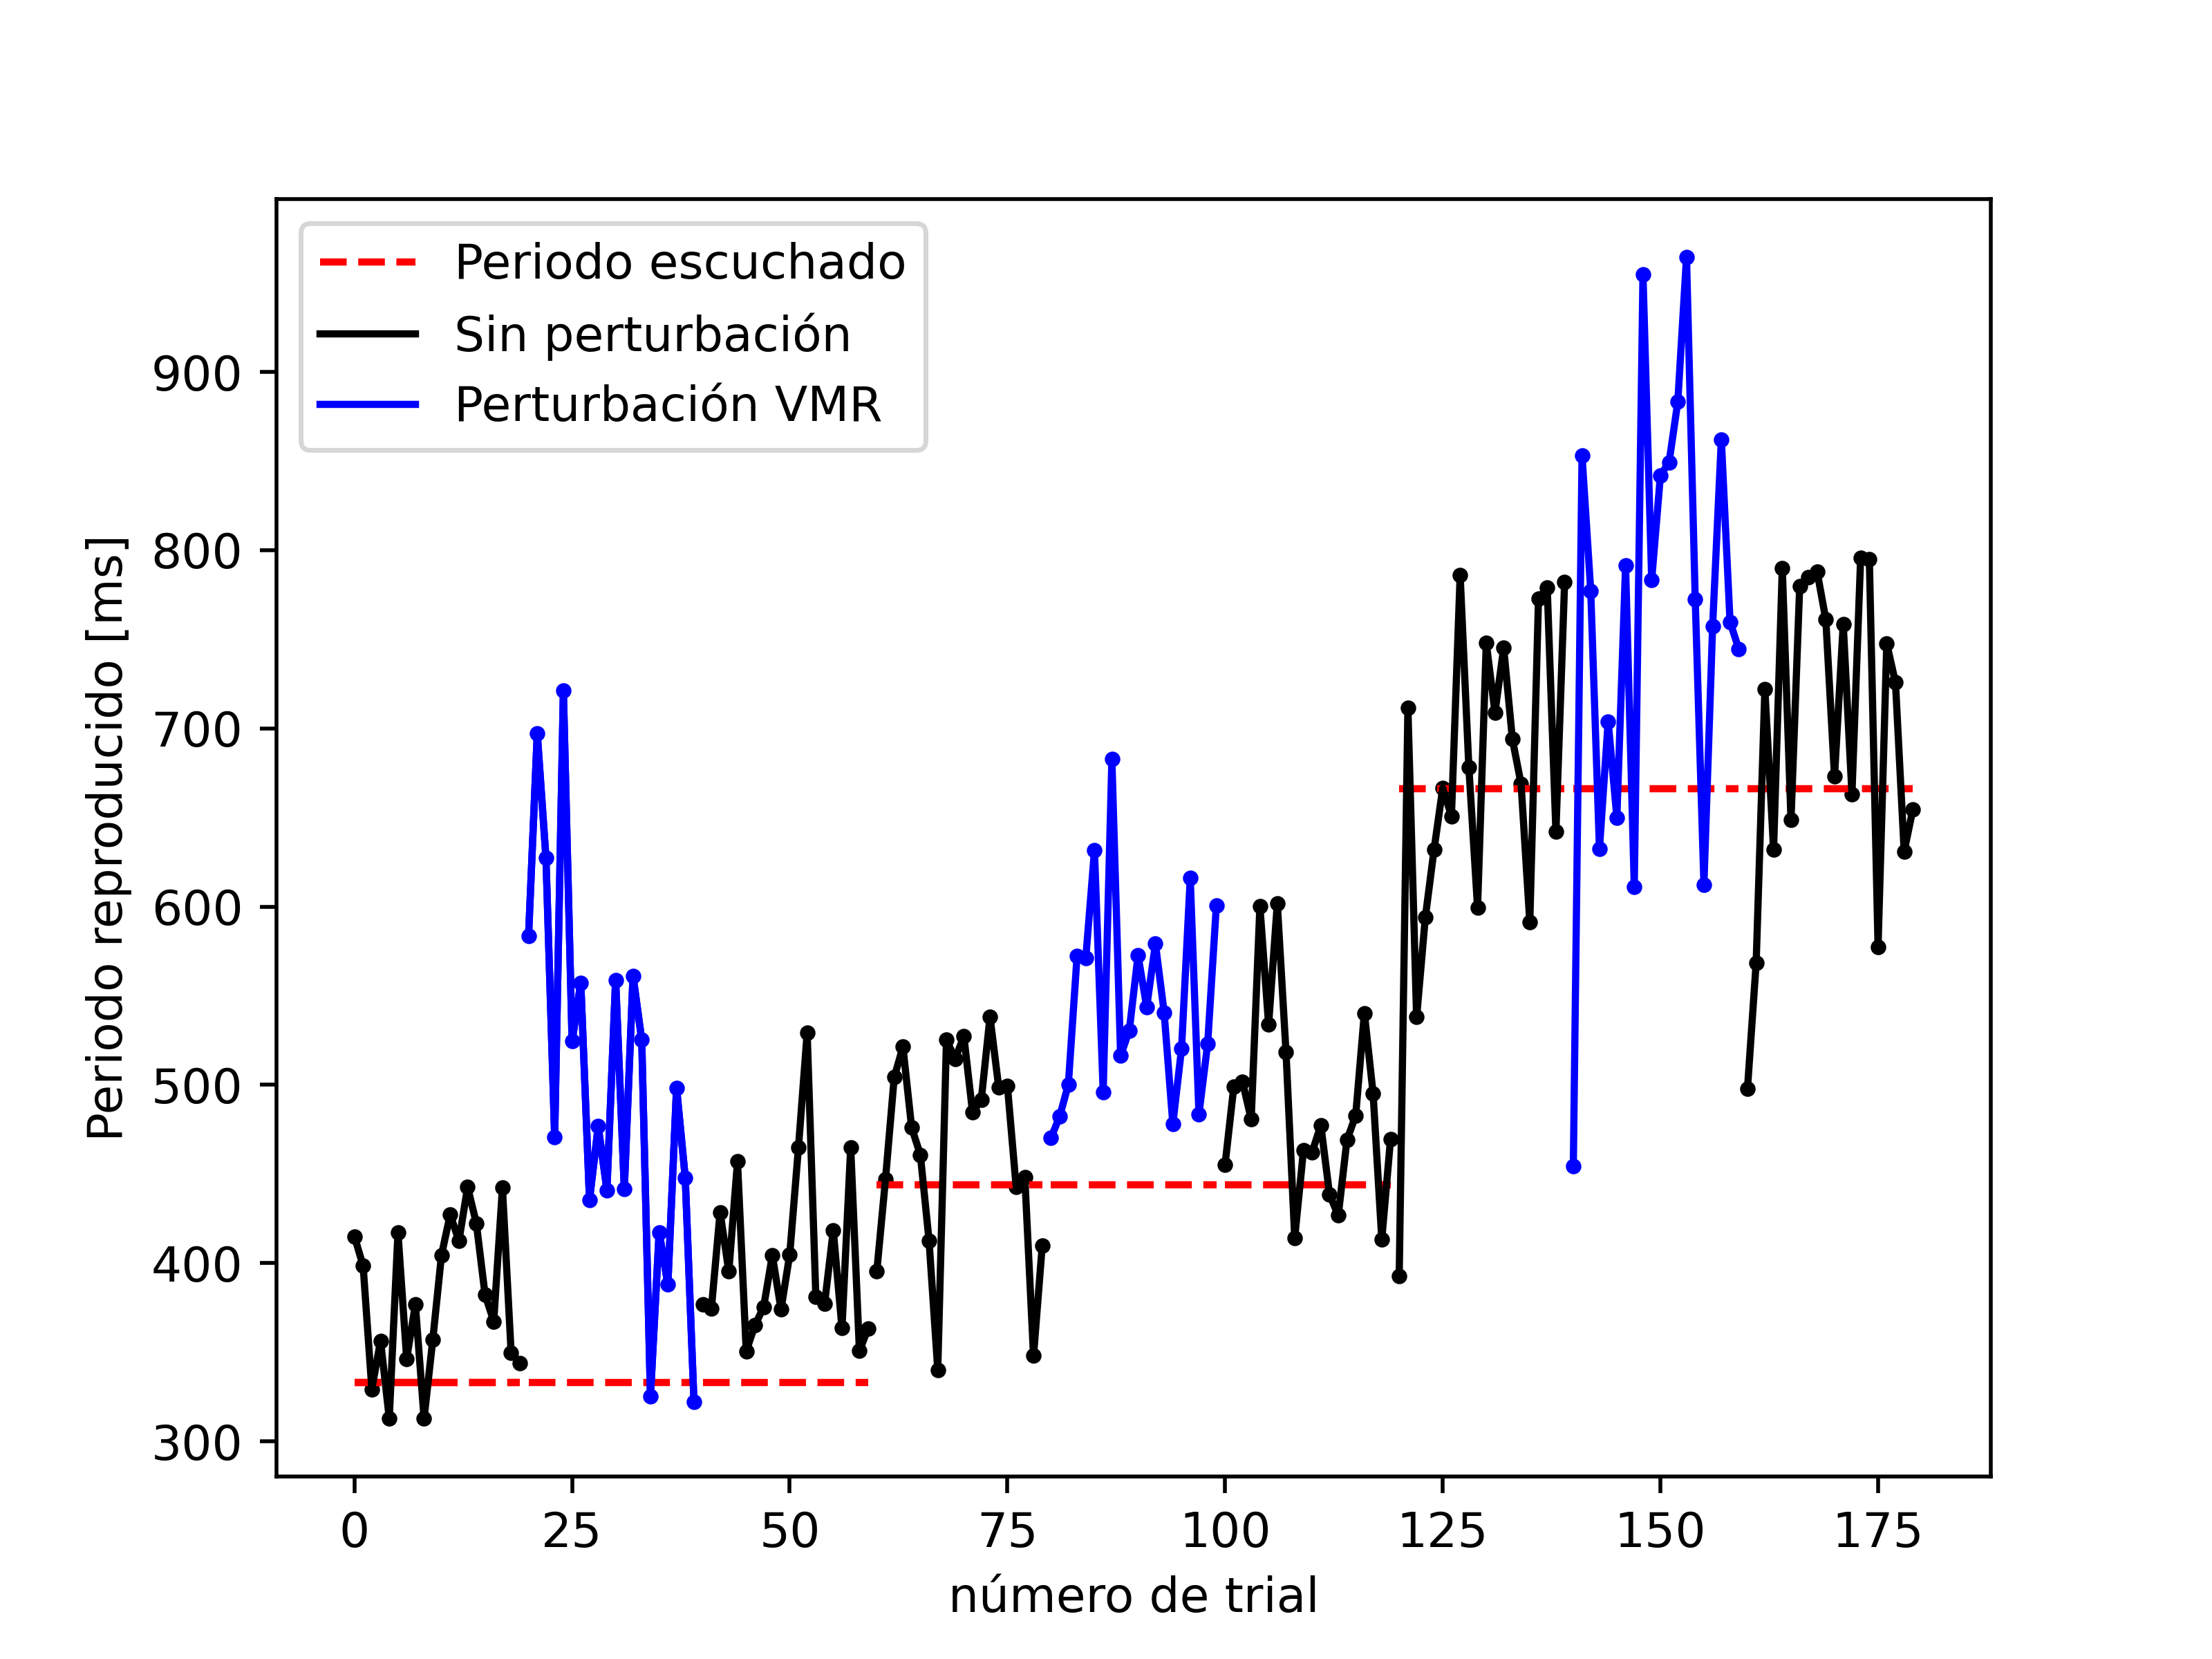 Periodo escuchado
Sin perturbación
Perturbación VMR
Periodo reproducido [ms]
900
800
700
600
500
400
300
0 25 50 75 100 125 150 175
número de trial